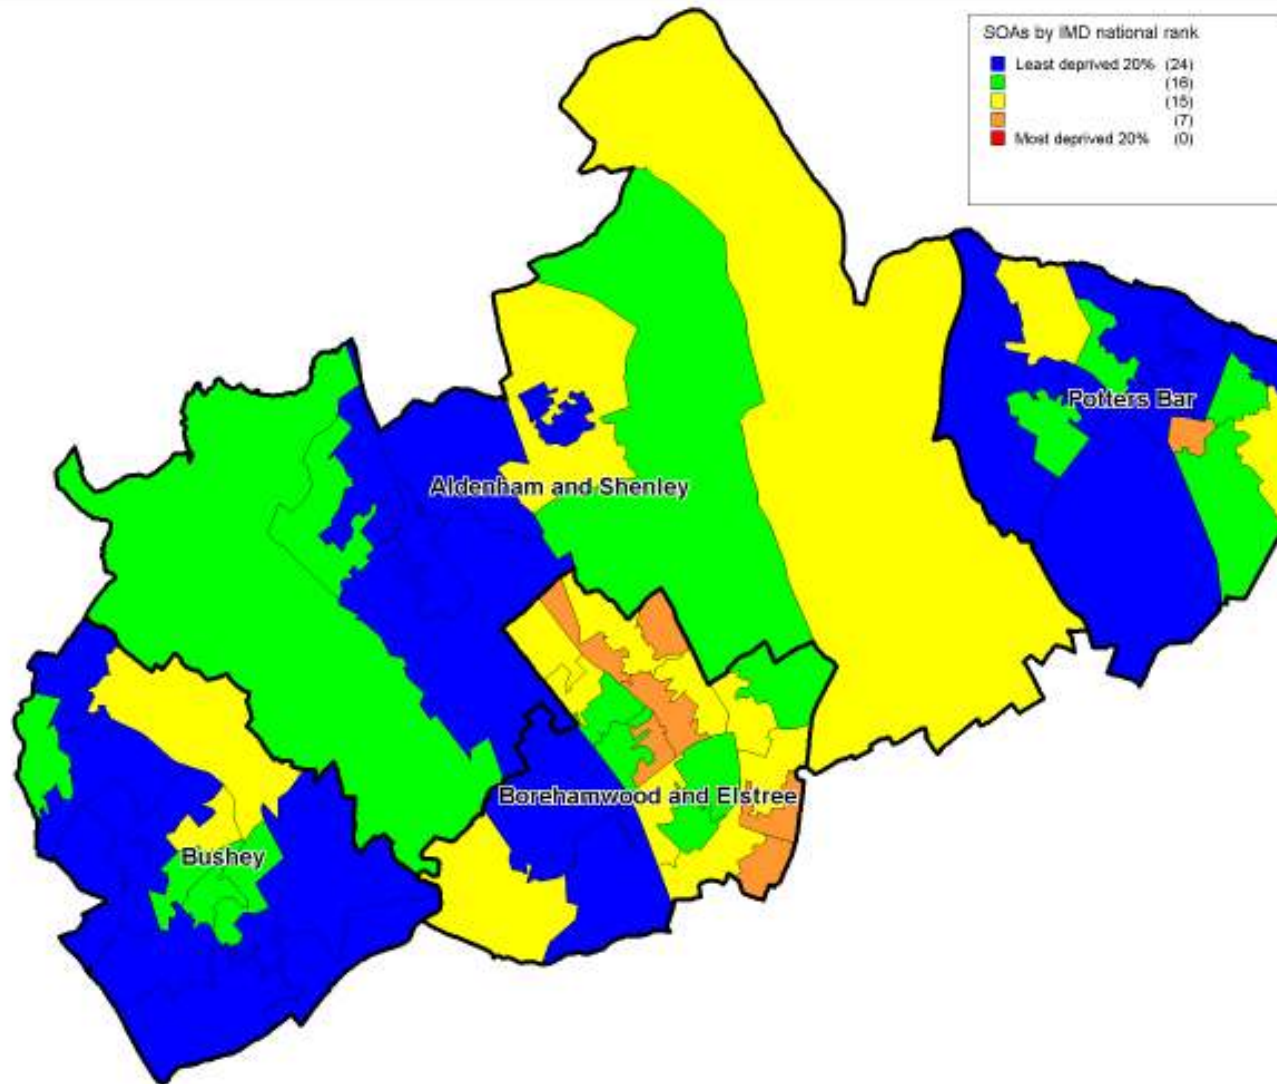 SOAs by IMD national rank
Least deprived 20% (24)
(16)
(15)
(7)
Most deprived 20% (0)
Potters Bar
Aldenham and Shenley
Borehamwood and Elstree
Bushey